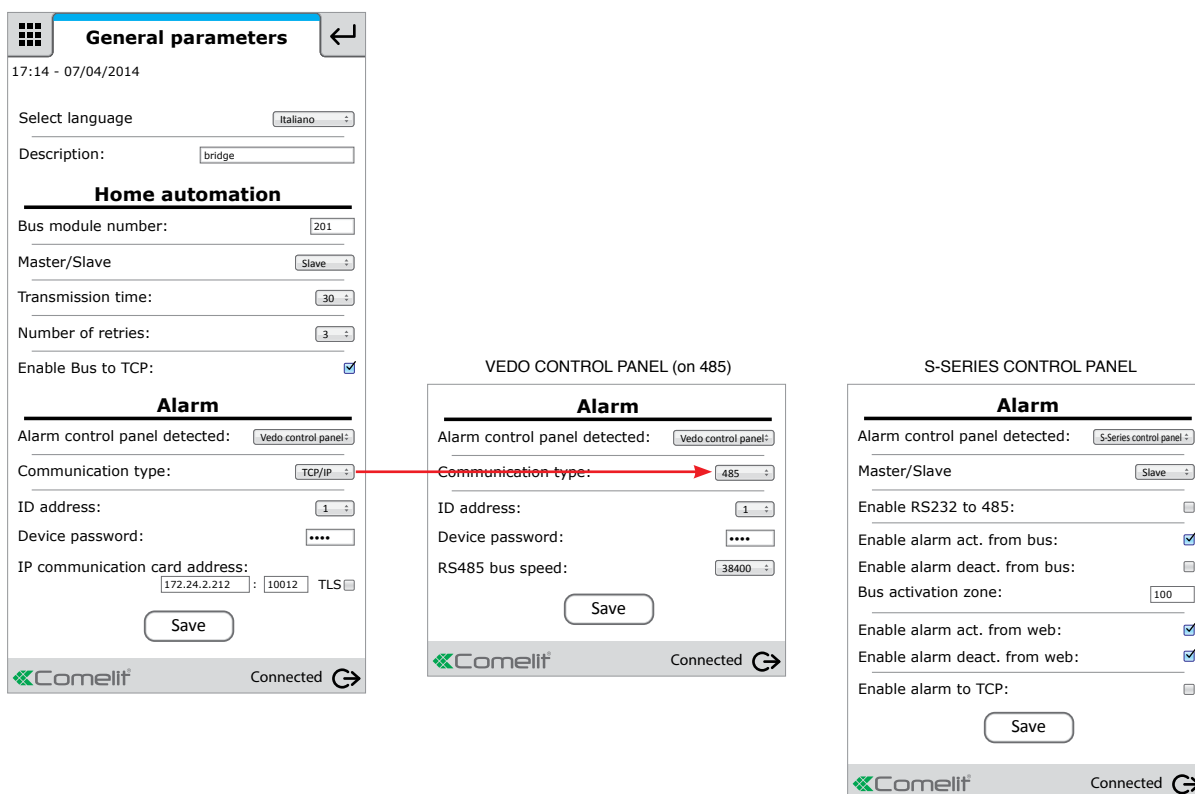 General parameters
17:14 - 07/04/2014
Select language Italiano
Description: bridge
Home automation
Bus module number: 201
Master/Slave Slave
Transmission time: 30
Number of retries: 3
Enable Bus to TCP:
Alarm
Alarm control panel detected: Vedo control panel
Communication type: TCP/IP
ID address: 1
Device password: ••••
IP communication card address:
172.24.2.212 : 10012 TLS
Save
Comelit Connected
VEDO CONTROL PANEL (on 485)
Alarm
Alarm control panel detected: Vedo control panel
Communication type: 485
ID address: 1
Device password: ••••
RS485 bus speed: 38400
Save
Comelit Connected
S-SERIES CONTROL PANEL
Alarm
Alarm control panel detected: S-Series control panel
Master/Slave Slave
Enable RS232 to 485:
Enable alarm act. from bus:
Enable alarm deact. from bus:
Bus activation zone: 100
Enable alarm act. from web:
Enable alarm deact. from web:
Enable alarm to TCP:
Save
Comelit Connected